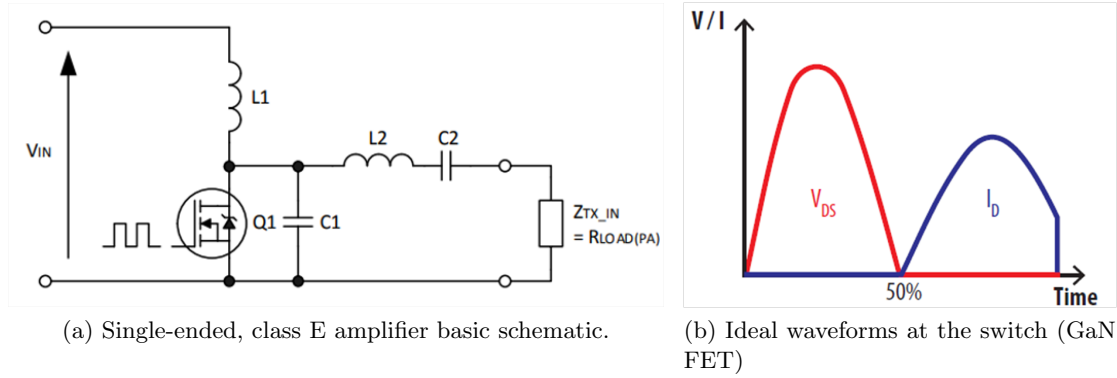 L1
VIN
L2
C2
Q1
C1
ZTX_IN
= RLOAD(PA)
V/I
VDS
ID
50%
Time
(a) Single-ended, class E amplifier basic schematic.
(b) Ideal waveforms at the switch (GaN
FET)